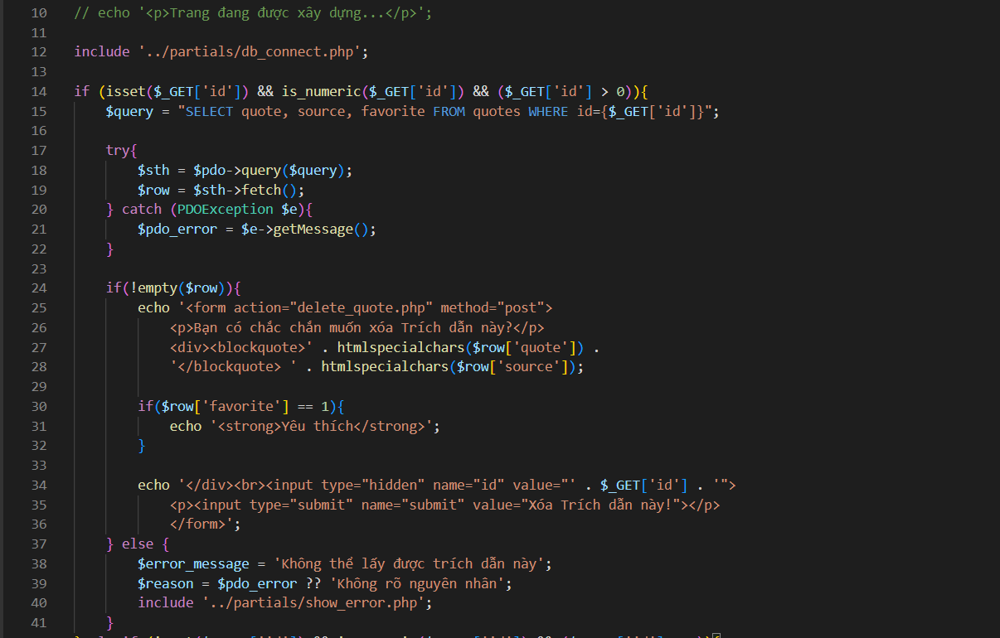 10 // echo '<p>Trang đang được xây dựng...</p>';
11
12 include '../partials/db_connect.php';
13
14 if (isset($_GET['id']) && is_numeric($_GET['id']) && ($_GET['id'] > 0)){
15     $query = "SELECT quote, source, favorite FROM quotes WHERE id={$_GET['id']}";
16
17     try{
18         $sth = $pdo->query($query);
19         $row = $sth->fetch();
20     } catch (PDOException $e){
21         $pdo_error = $e->getMessage();
22     }
23
24     if(!empty($row)){
25         echo '<form action="delete_quote.php" method="post">
26             <p>Bạn có chắc chắn muốn xóa Trích dẫn này?</p>
27             <div><blockquote>' . htmlspecialchars($row['quote']) .
28             '</blockquote> ' . htmlspecialchars($row['source']);
29
30         if($row['favorite'] == 1){
31             echo '<strong>Yêu thích</strong>';
32         }
33
34         echo '</div><br><input type="hidden" name="id" value="' . $_GET['id'] . '">
35             <p><input type="submit" name="submit" value="Xóa Trích dẫn này!"></p>
36             </form>';
37     } else {
38         $error_message = 'Không thể lấy được trích dẫn này';
39         $reason = $pdo_error ?? 'Không rõ nguyên nhân';
40         include '../partials/show_error.php';
41     }